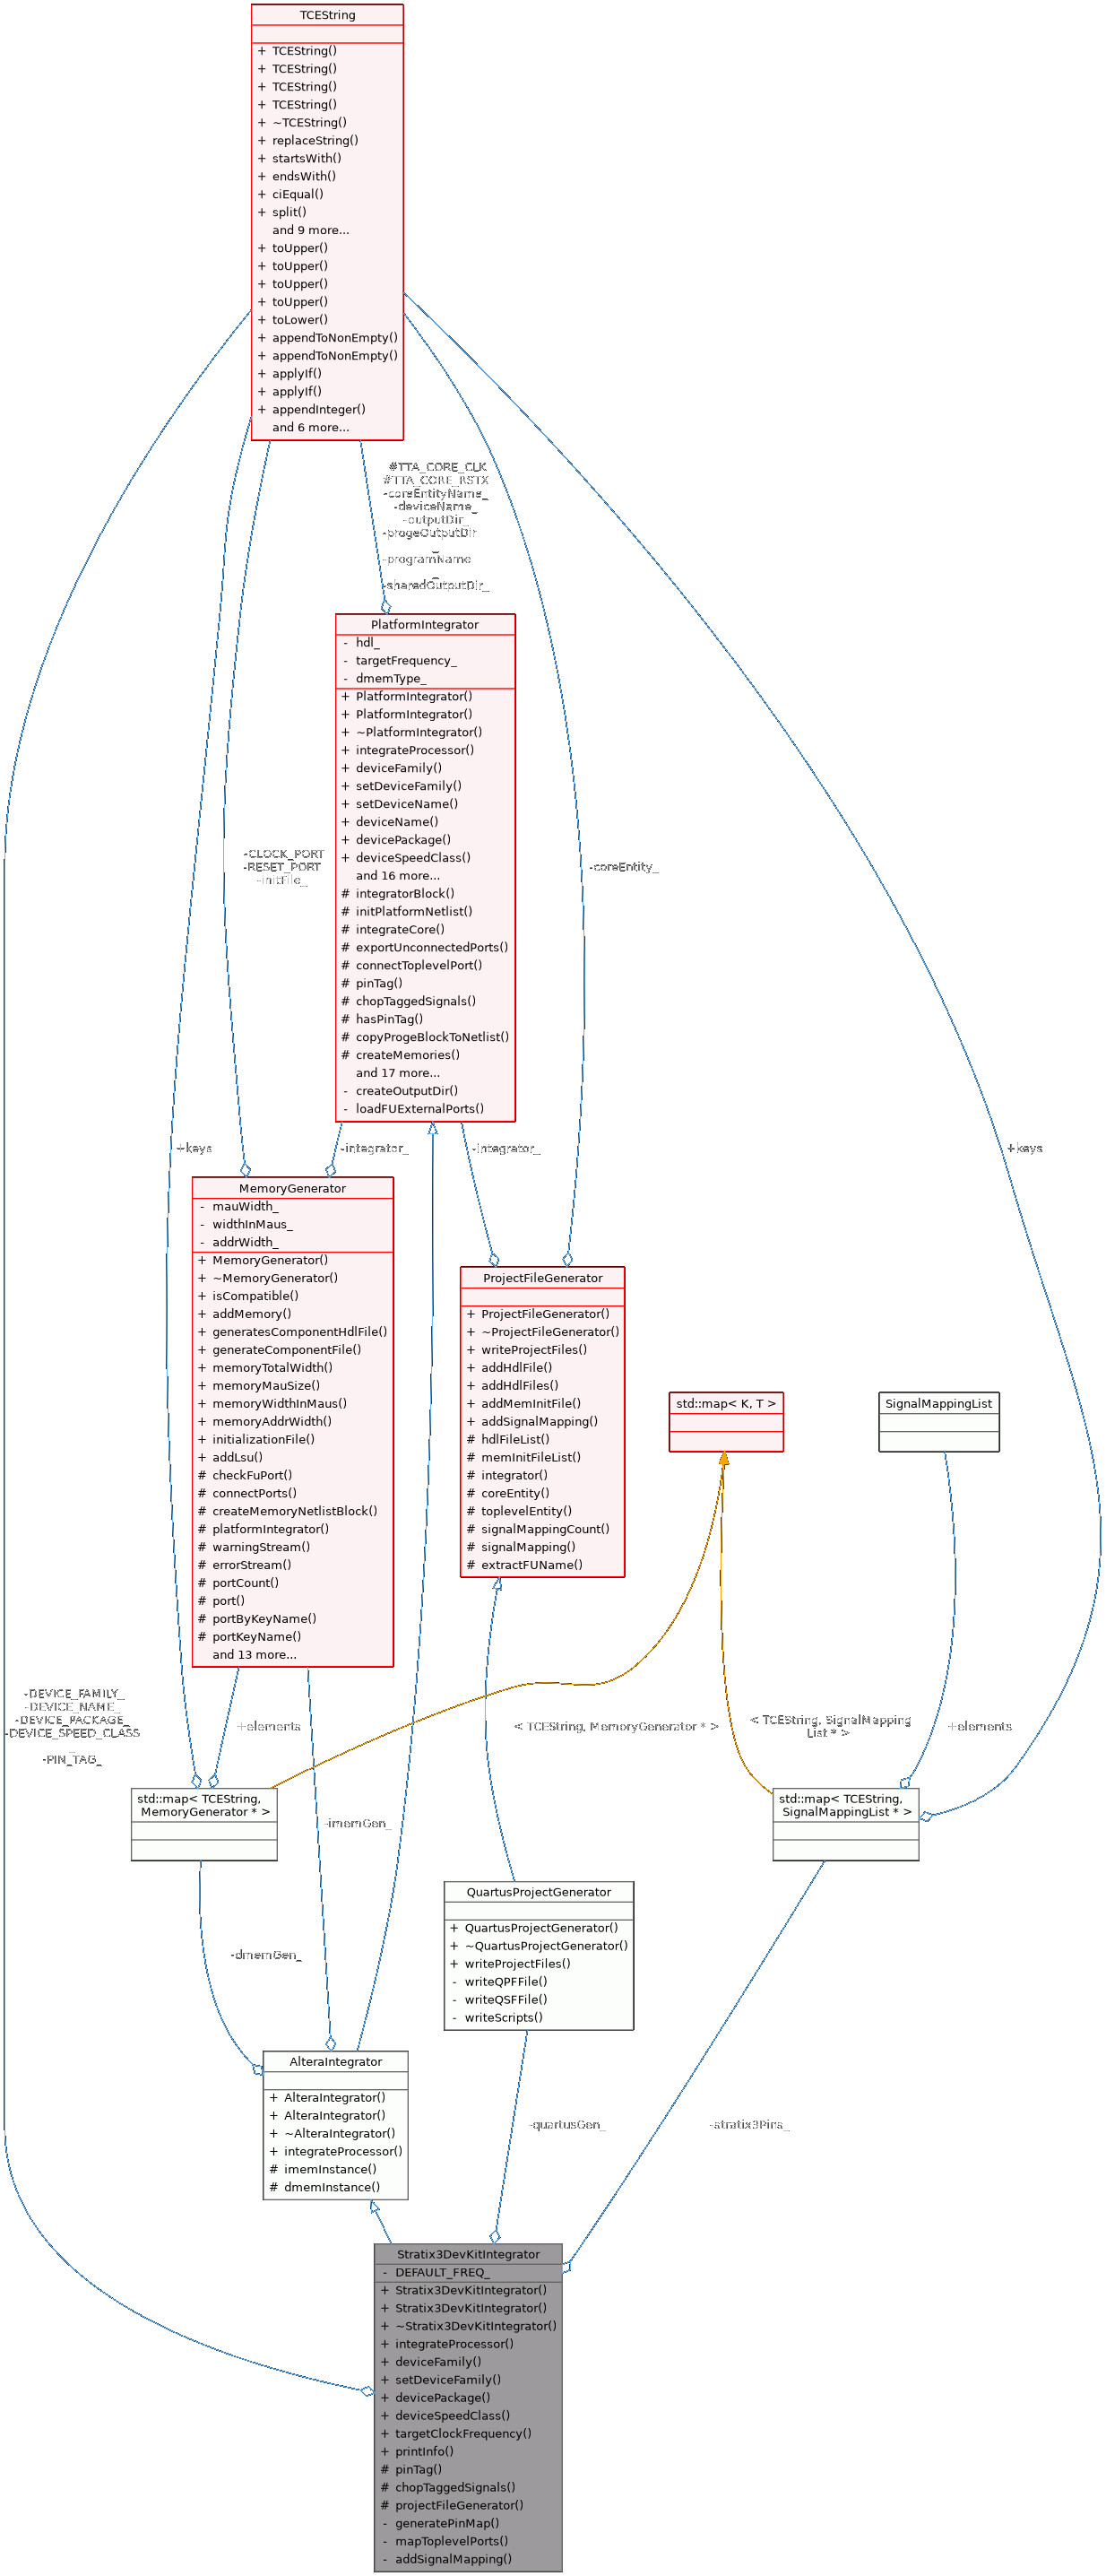 TCEString
+ TCEString()
+ TCEString()
+ TCEString()
+ TCEString()
+ ~TCEString()
+ replaceString()
+ startsWith()
+ endsWith()
+ ciEqual()
+ split()
and 9 more...
+ toUpper()
+ toUpper()
+ toUpper()
+ toUpper()
+ toLower()
+ appendToNonEmpty()
+ appendToNonEmpty()
+ applyIf()
+ applyIf()
+ appendInteger()
and 6 more...
#TTA_CORE_CLK
#TTA_CORE_RSTX
-coreEntityName_
-deviceName_
-outputDir_
-progeOutputDir
_
-programName
_
-sharedOutputDir_
PlatformIntegrator
- hdl_
- targetFrequency_
- dmemType_
+ PlatformIntegrator()
+ PlatformIntegrator()
+ ~PlatformIntegrator()
+ integrateProcessor()
+ deviceFamily()
+ setDeviceFamily()
+ setDeviceName()
+ deviceName()
+ devicePackage()
+ deviceSpeedClass()
and 16 more...
# integratorBlock()
# initPlatformNetlist()
# integrateCore()
# exportUnconnectedPorts()
# connectToplevelPort()
# pinTag()
# chopTaggedSignals()
# hasPinTag()
# copyProgeBlockToNetlist()
# createMemories()
and 17 more...
- createOutputDir()
- loadFUExternalPorts()
-CLOCK_PORT
-RESET_PORT
-initFile_
-coreEntity_
+keys
-integrator_
-integrator_
+keys
MemoryGenerator
- mauWidth_
- widthInMaus_
- addrWidth_
+ MemoryGenerator()
+ ~MemoryGenerator()
+ isCompatible()
+ addMemory()
+ generatesComponentHdlFile()
+ generateComponentFile()
+ memoryTotalWidth()
+ memoryMauSize()
+ memoryWidthInMaus()
+ memoryAddrWidth()
+ initializationFile()
+ addLsu()
# checkFuPort()
# connectPorts()
# createMemoryNetlistBlock()
# platformIntegrator()
# warningStream()
# errorStream()
# portCount()
# port()
# portByKeyName()
# portKeyName()
and 13 more...
ProjectFileGenerator
+ ProjectFileGenerator()
+ ~ProjectFileGenerator()
+ writeProjectFiles()
+ addHdlFile()
+ addHdlFiles()
+ addMemInitFile()
+ addSignalMapping()
# hdlFileList()
# memInitFileList()
# integrator()
# coreEntity()
# toplevelEntity()
# signalMappingCount()
# signalMapping()
# extractFUName()
std::map< K, T >
SignalMappingList
-DEVICE_FAMILY_
-DEVICE_NAME_
-DEVICE_PACKAGE_
-DEVICE_SPEED_CLASS
_
-PIN_TAG_
+elements
< TCEString, MemoryGenerator * >
< TCEString, SignalMapping
List * >
+elements
std::map< TCEString,
MemoryGenerator * >
-imemGen_
std::map< TCEString,
SignalMappingList * >
QuartusProjectGenerator
+ QuartusProjectGenerator()
+ ~QuartusProjectGenerator()
+ writeProjectFiles()
- writeQPFFile()
- writeQSFFile()
- writeScripts()
-dmemGen_
AlteraIntegrator
+ AlteraIntegrator()
+ AlteraIntegrator()
+ ~AlteraIntegrator()
+ integrateProcessor()
# imemInstance()
# dmemInstance()
-quartusGen_
-stratix3Pins_
Stratix3DevKitIntegrator
- DEFAULT_FREQ_
+ Stratix3DevKitIntegrator()
+ Stratix3DevKitIntegrator()
+ ~Stratix3DevKitIntegrator()
+ integrateProcessor()
+ deviceFamily()
+ setDeviceFamily()
+ devicePackage()
+ deviceSpeedClass()
+ targetClockFrequency()
+ printInfo()
# pinTag()
# chopTaggedSignals()
# projectFileGenerator()
- generatePinMap()
- mapToplevelPorts()
- addSignalMapping()